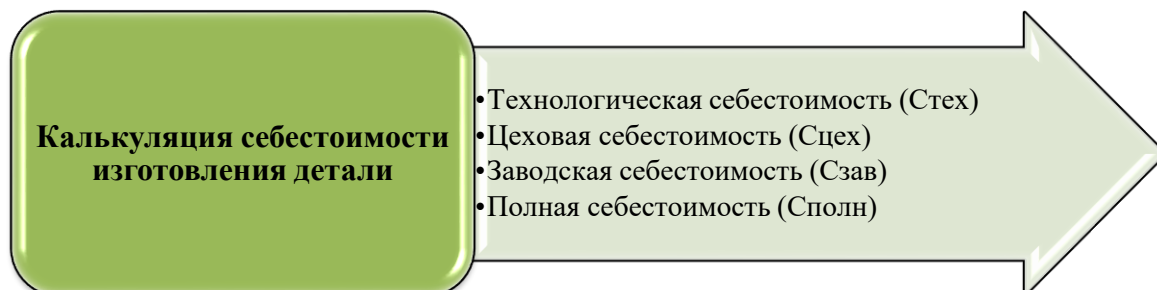 Калькуляция себестоимости
изготовления детали
•Технологическая себестоимость (Стех)
•Цеховая себестоимость (Сцех)
•Заводская себестоимость (Сзав)
•Полная себестоимость (Сполн)